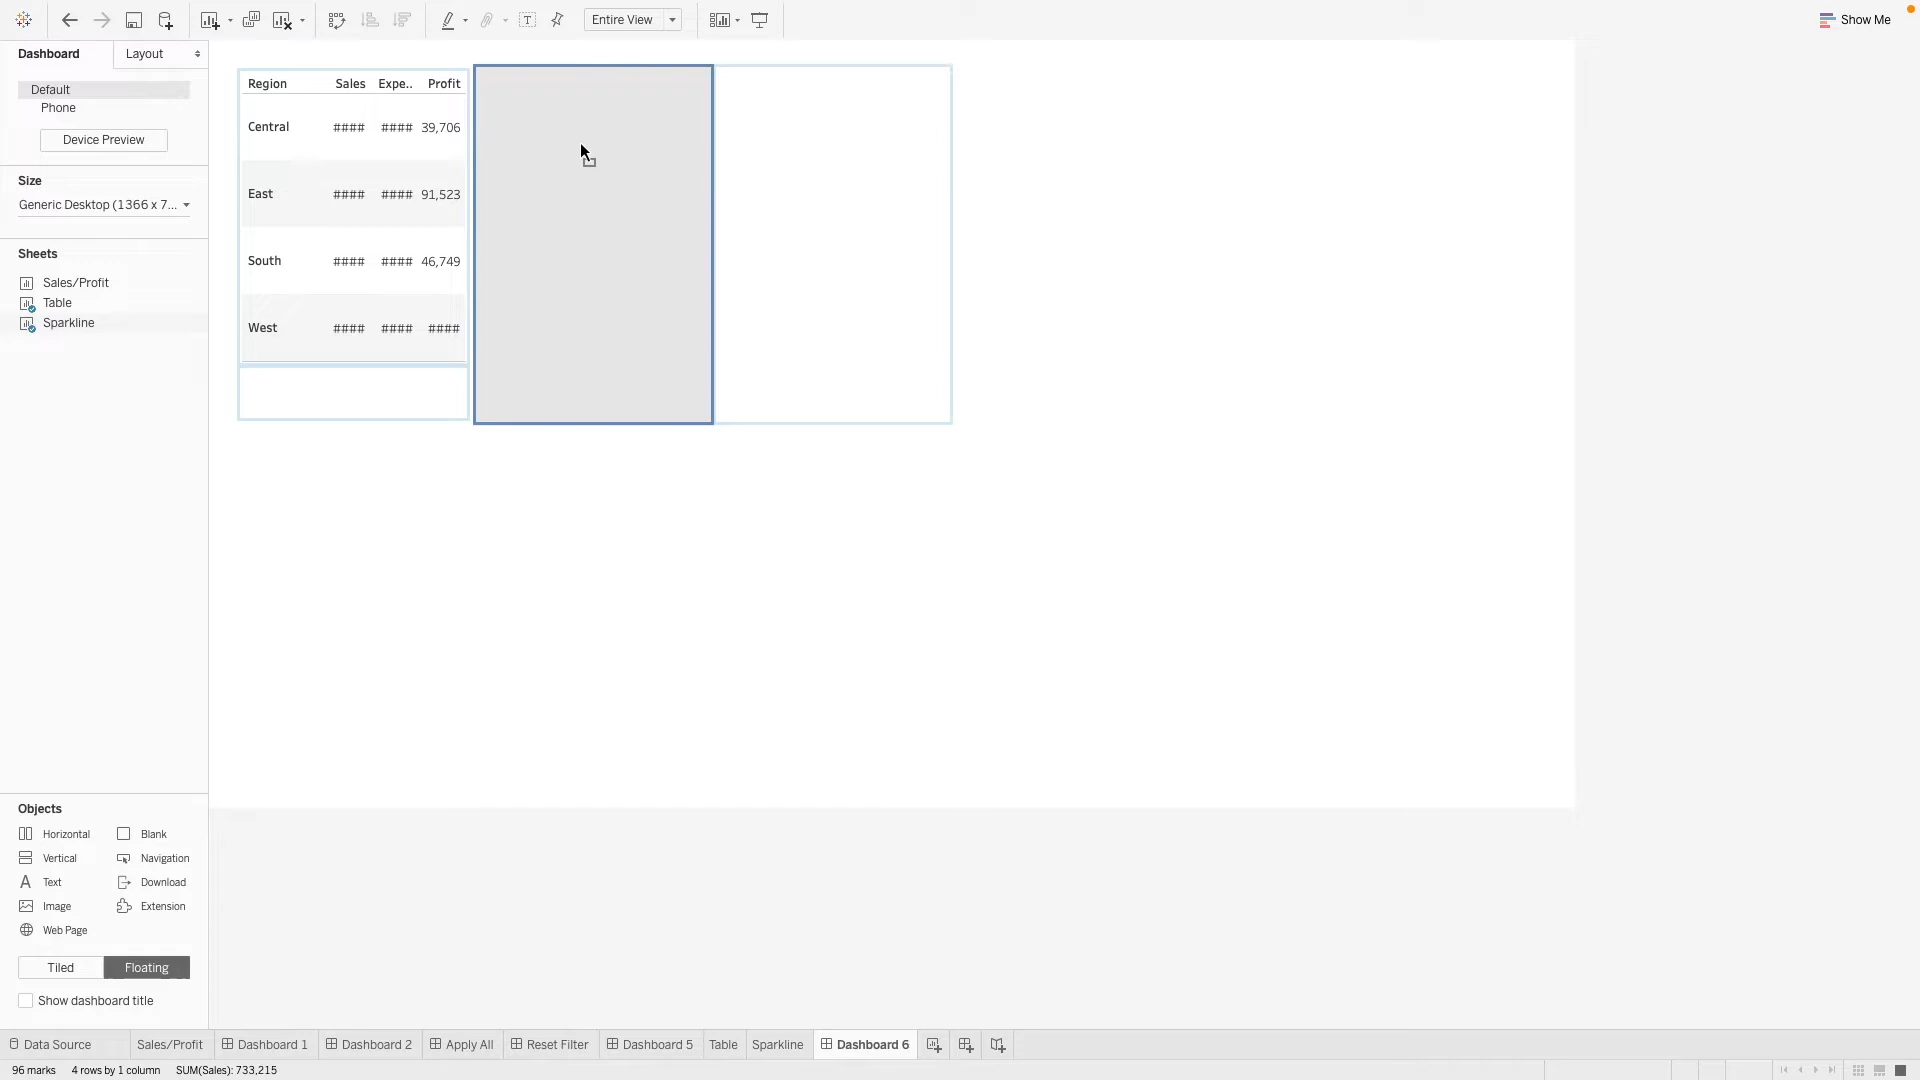 Entire View
Show Me
Dashboard
Layout
Default
Phone
Device Preview
Size
Generic Desktop (1366 x 7...
Sheets
Sales/Profit
Table
Sparkline
Region Sales Expe.. Profit
Central #### #### 39,706
East #### #### 91,523
South #### #### 46,749
West #### #### ####
Objects
Horizontal Blank
Vertical Navigation
Text Download
Image Extension
Web Page
Tiled Floating
Show dashboard title
Data Source Sales/Profit Dashboard 1 Dashboard 2 Apply All Reset Filter Dashboard 5 Table Sparkline Dashboard 6
96 marks 4 rows by 1 column SUM(Sales): 733,215